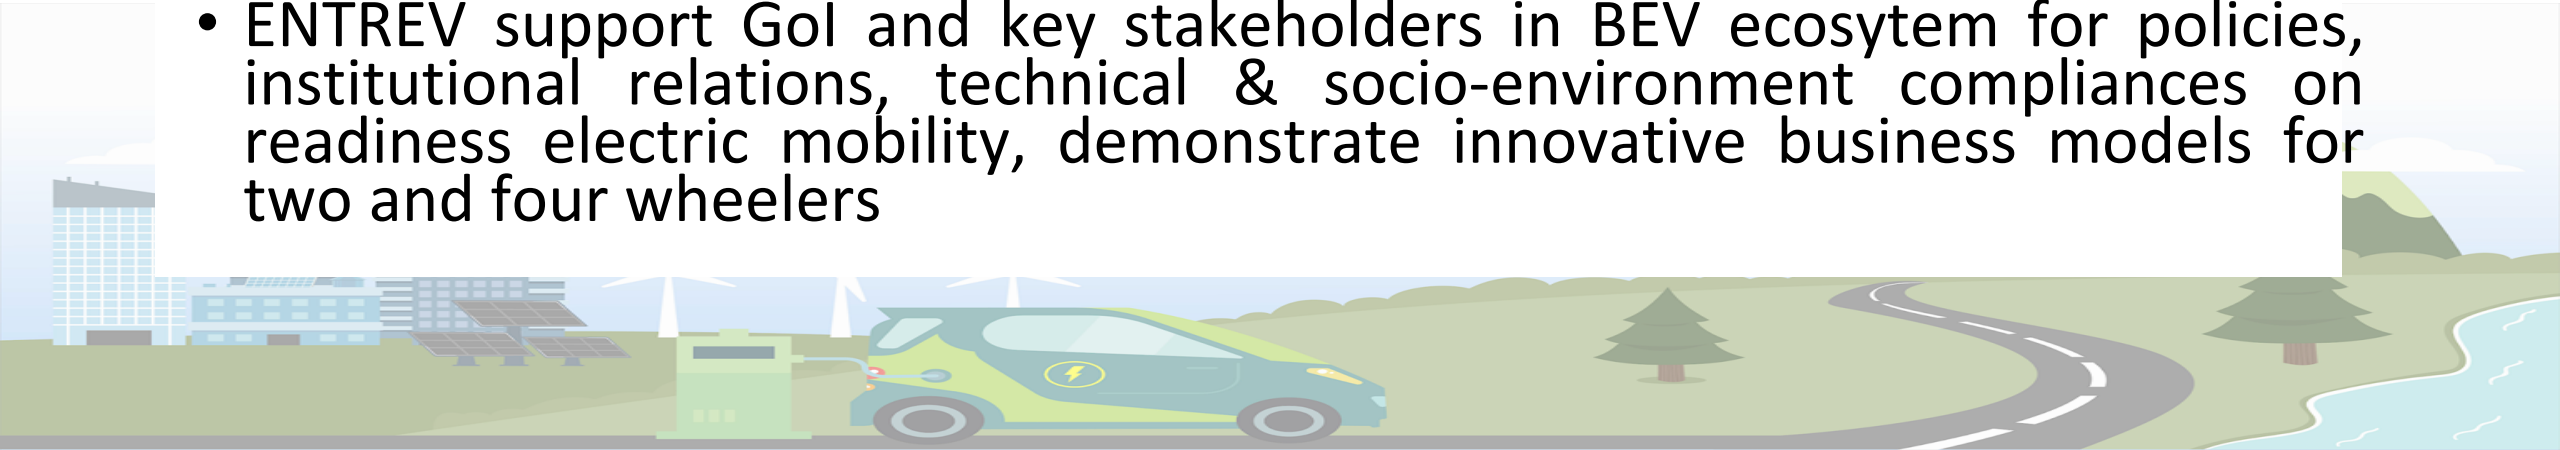 • ENTREV support GoI and key stakeholders in BEV ecosytem for policies,
institutional relations, technical & socio-environment compliances on
readiness electric mobility, demonstrate innovative business models for
two and four wheelers